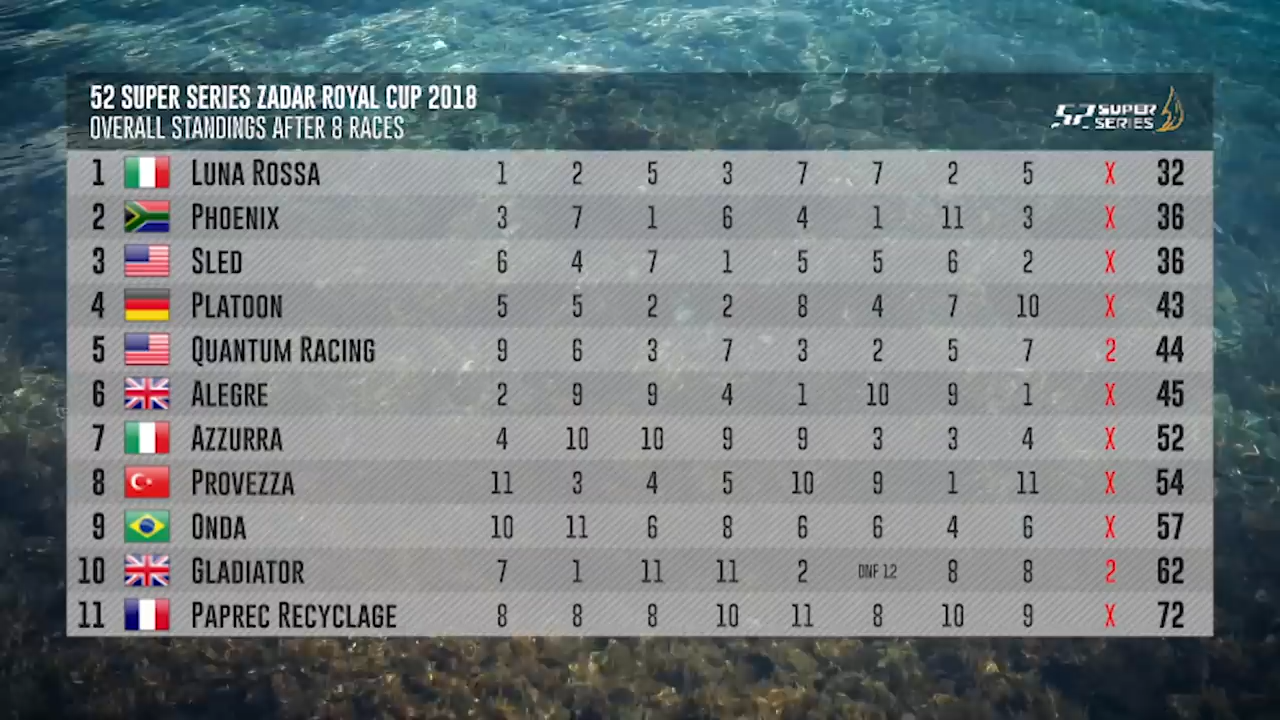 52 SUPER SERIES ZADAR ROYAL CUP 2018
OVERALL STANDINGS AFTER 8 RACES
52 SUPER SERIES
1 LUNA ROSSA 1 2 5 3 7 7 2 5 X 32
2 PHOENIX 3 7 1 6 4 1 11 3 X 36
3 SLED 6 4 7 1 5 5 6 2 X 36
4 PLATOON 5 5 2 2 8 4 7 10 X 43
5 QUANTUM RACING 9 6 3 7 3 2 5 7 2 44
6 ALEGRE 2 9 9 4 1 10 9 1 X 45
7 AZZURRA 4 10 10 9 9 3 3 4 X 52
8 PROVEZZA 11 3 4 5 10 9 1 11 X 54
9 ONDA 10 11 6 8 6 6 4 6 X 57
10 GLADIATOR 7 1 11 11 2 DNF 12 8 8 2 62
11 PAPREC RECYCLAGE 8 8 8 10 11 8 10 9 X 72